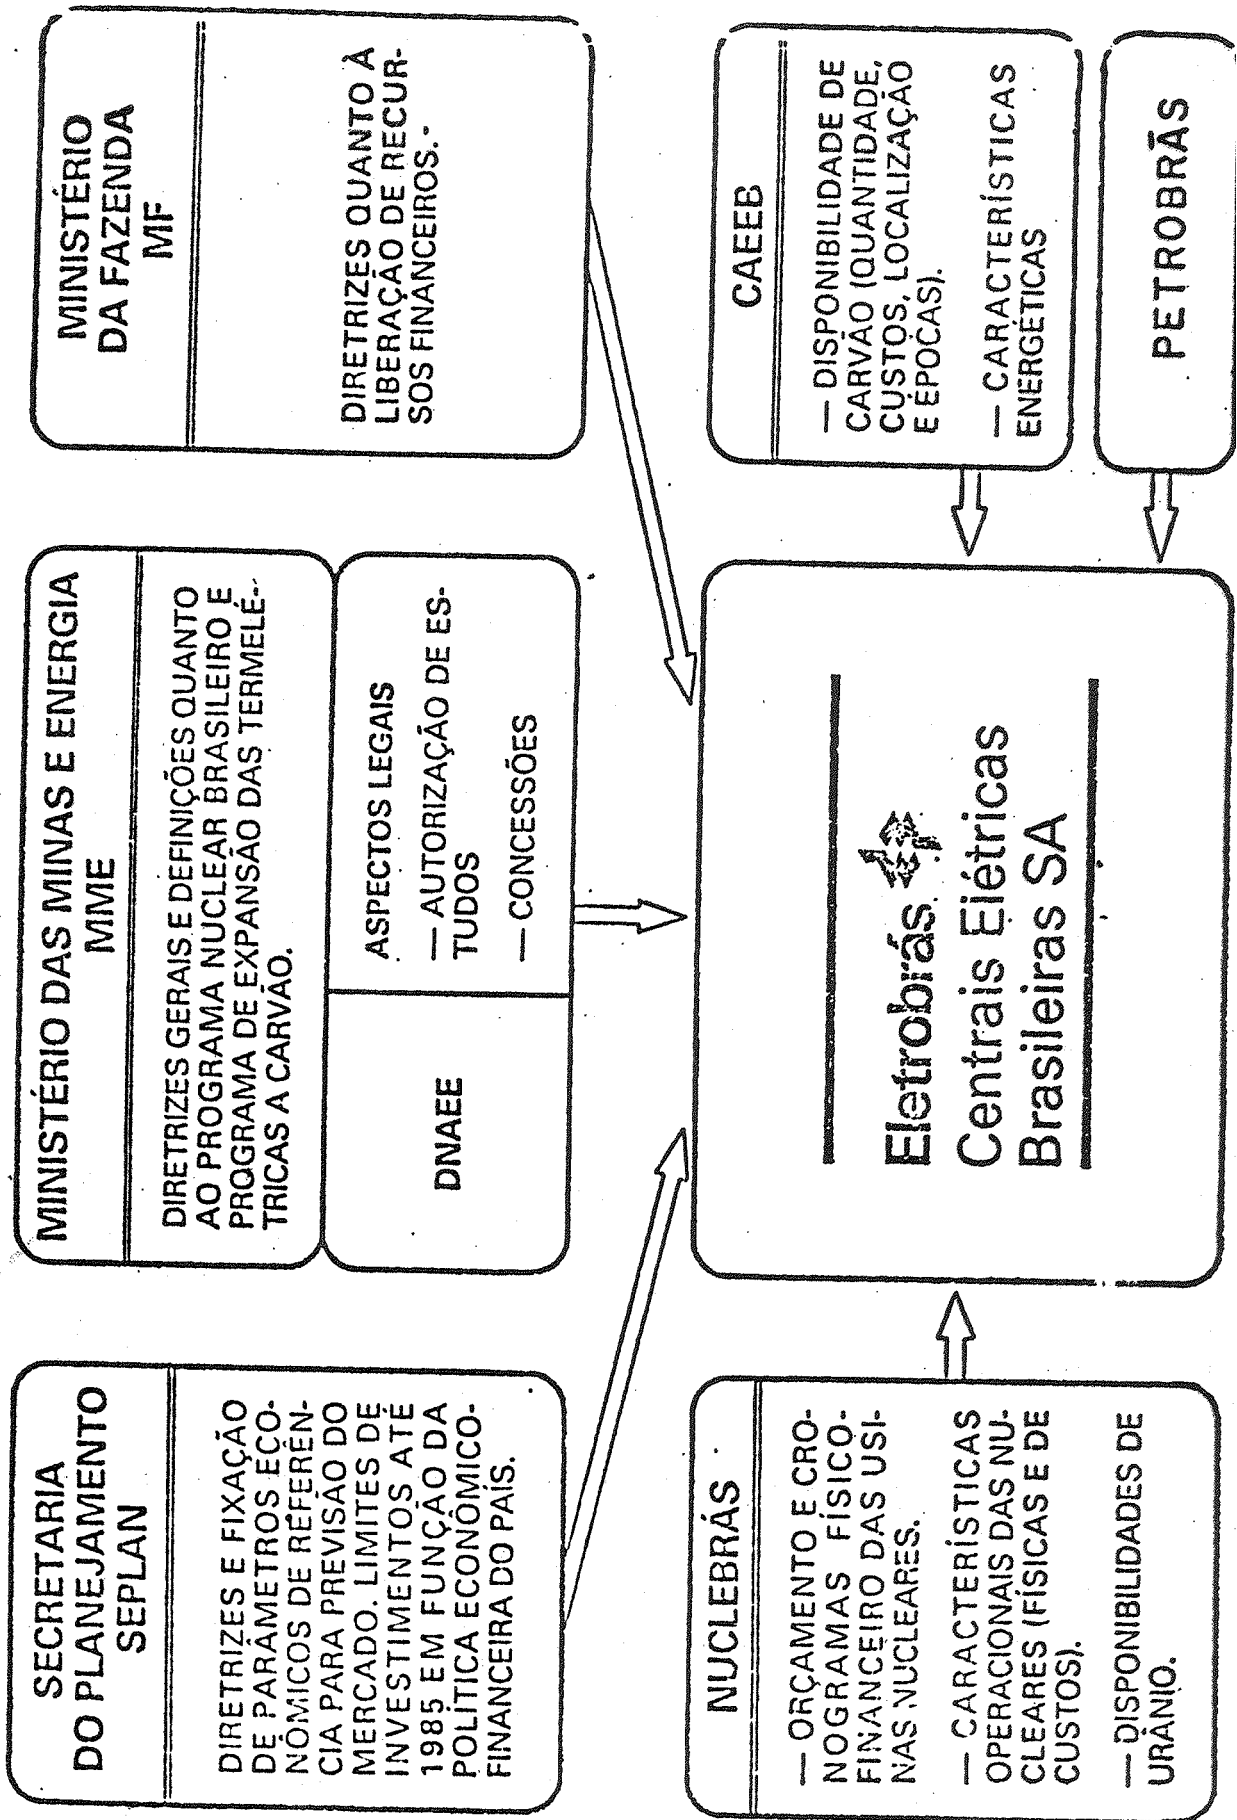 SECRETARIA
DO PLANEJAMENTO
SEPLAN
DIRETRIZES E FIXAÇÃO
DE PARÂMETROS ECO-
NÔMICOS DE REFERÊN-
CIA PARA PREVISÃO DO
MERCADO. LIMITES DE
INVESTIMENTOS ATÉ
1985 EM FUNÇÃO DA
POLÍTICA ECONÔMICO-
FINANCEIRA DO PAÍS.
MINISTÉRIO DAS MINAS E ENERGIA
MME
DIRETRIZES GERAIS E DEFINIÇÕES QUANTO
AO PROGRAMA NUCLEAR BRASILEIRO E
PROGRAMA DE EXPANSÃO DAS TERMELÉ-
TRICAS A CARVÃO.
DNAEE
ASPECTOS LEGAIS
— AUTORIZAÇÃO DE ES-
TUDOS
— CONCESSÕES
MINISTÉRIO
DA FAZENDA
MF
DIRETRIZES QUANTO À
LIBERAÇÃO DE RECUR-
SOS FINANCEIROS.-
NUCLEBRÁS
— ORÇAMENTO E CRO-
NOGRAMAS FÍSICO-
FINANCEIRO DAS USI-
NAS NUCLEARES.
— CARACTERÍSTICAS
OPERACIONAIS DAS NU-
CLEARES (FÍSICAS E DE
CUSTOS).
— DISPONIBILIDADES DE
URÂNIO.
Eletrobrás
Centrais Elétricas
Brasileiras SA
CAEEB
— DISPONIBILIDADE DE
CARVÃO (QUANTIDADE,
CUSTOS, LOCALIZAÇÃO
E ÉPOCAS).
— CARACTERÍSTICAS
ENERGÉTICAS
PETROBRÁS